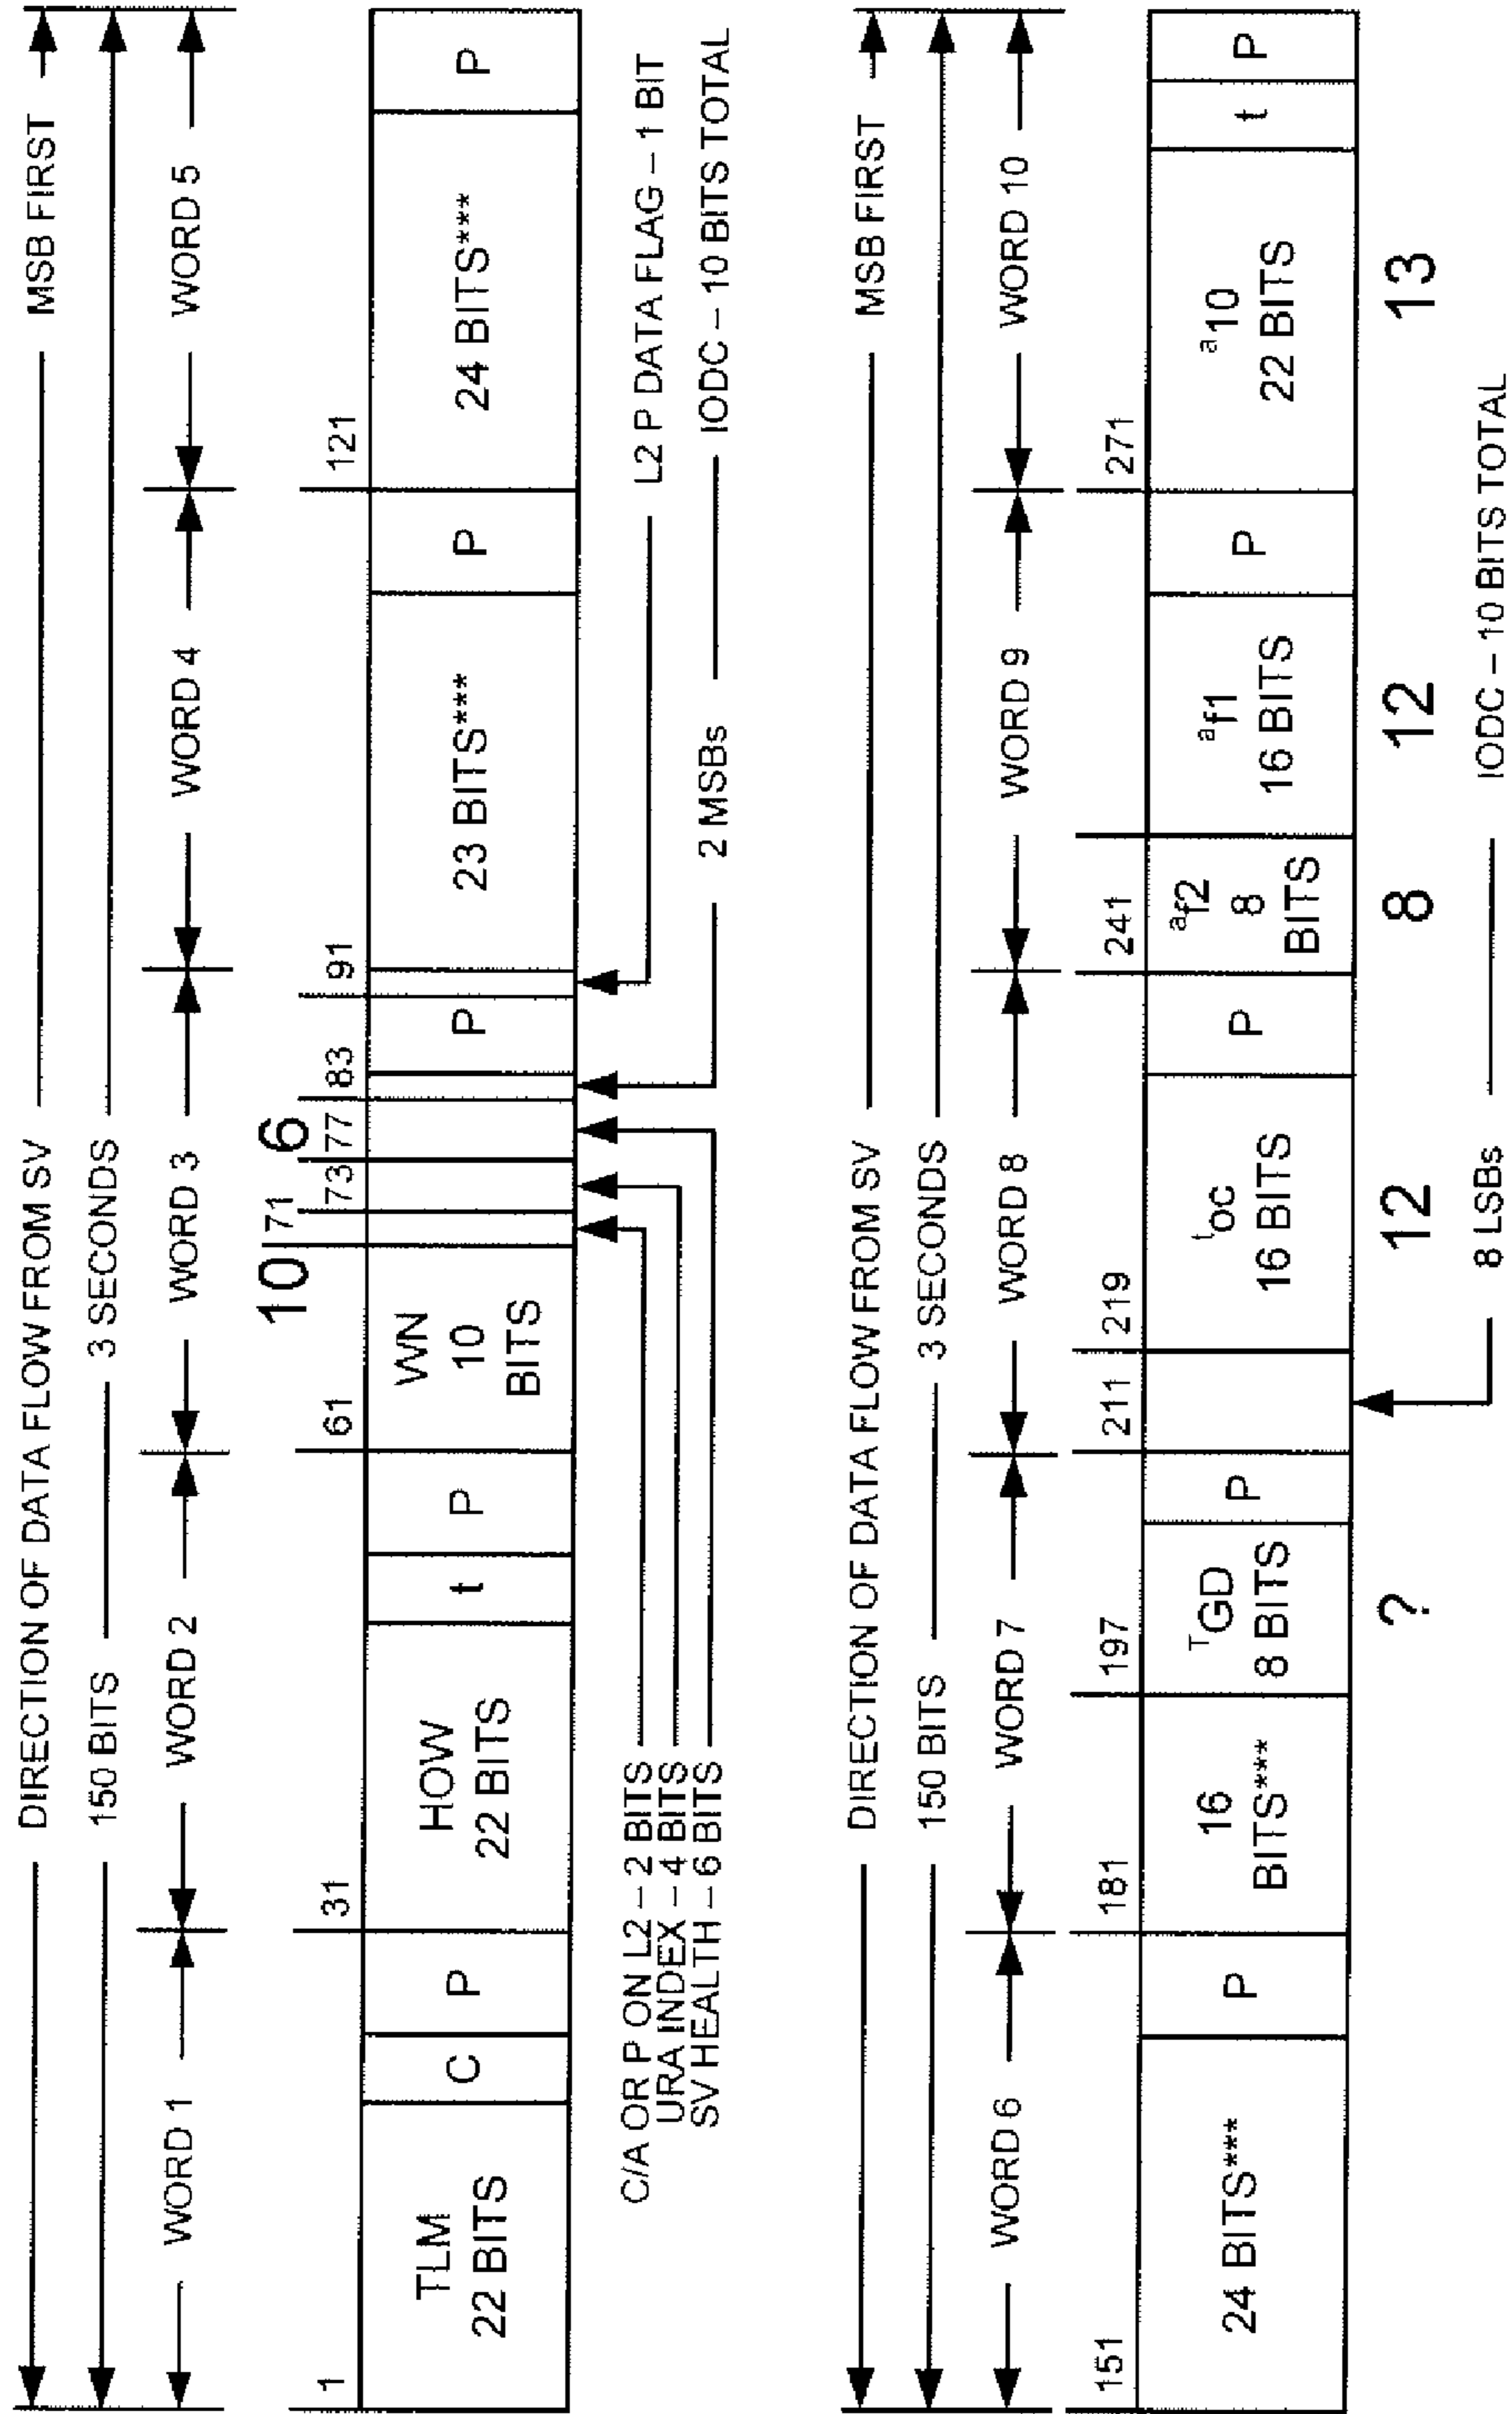 DIRECTION OF DATA FLOW FROM SV MSB FIRST
150 BITS 3 SECONDS
WORD 1 WORD 2 WORD 3 WORD 4 WORD 5
10 6
1 31 61 71 73 77 83 91 121
TLM
22 BITS
C
P
HOW
22 BITS
t
P
WN
10
BITS
P
23 BITS***
P
24 BITS***
P
C/A OR P ON L2 – 2 BITS
URA INDEX – 4 BITS
SV HEALTH – 6 BITS
L2 P DATA FLAG – 1 BIT
2 MSBs IODC – 10 BITS TOTAL
DIRECTION OF DATA FLOW FROM SV MSB FIRST
150 BITS 3 SECONDS
WORD 6 WORD 7 WORD 8 WORD 9 WORD 10
151 181 197 211 219 241 271
24 BITS***
P
16
BITS***
TGD
8 BITS
P
toc
16 BITS
P
af2
8
BITS
af1
16 BITS
P
a10
22 BITS
t
P
? 12 8 12 13
8 LSBs IODC – 10 BITS TOTAL